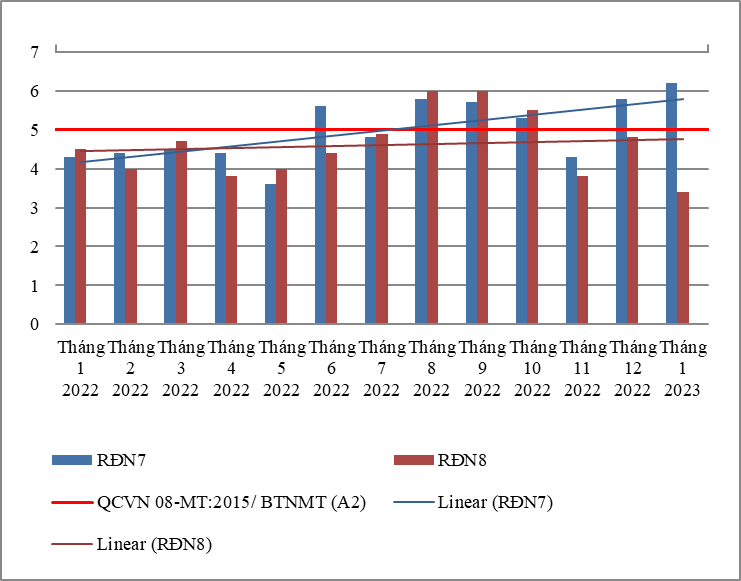 7
6
5
4
3
2
1
0
Tháng 1 2022
Tháng 2 2022
Tháng 3 2022
Tháng 4 2022
Tháng 5 2022
Tháng 6 2022
Tháng 7 2022
Tháng 8 2022
Tháng 9 2022
Tháng 10 2022
Tháng 11 2022
Tháng 12 2022
Tháng 1 2023
RĐN7
RĐN8
QCVN 08-MT:2015/ BTNMT (A2)
Linear (RĐN7)
Linear (RĐN8)